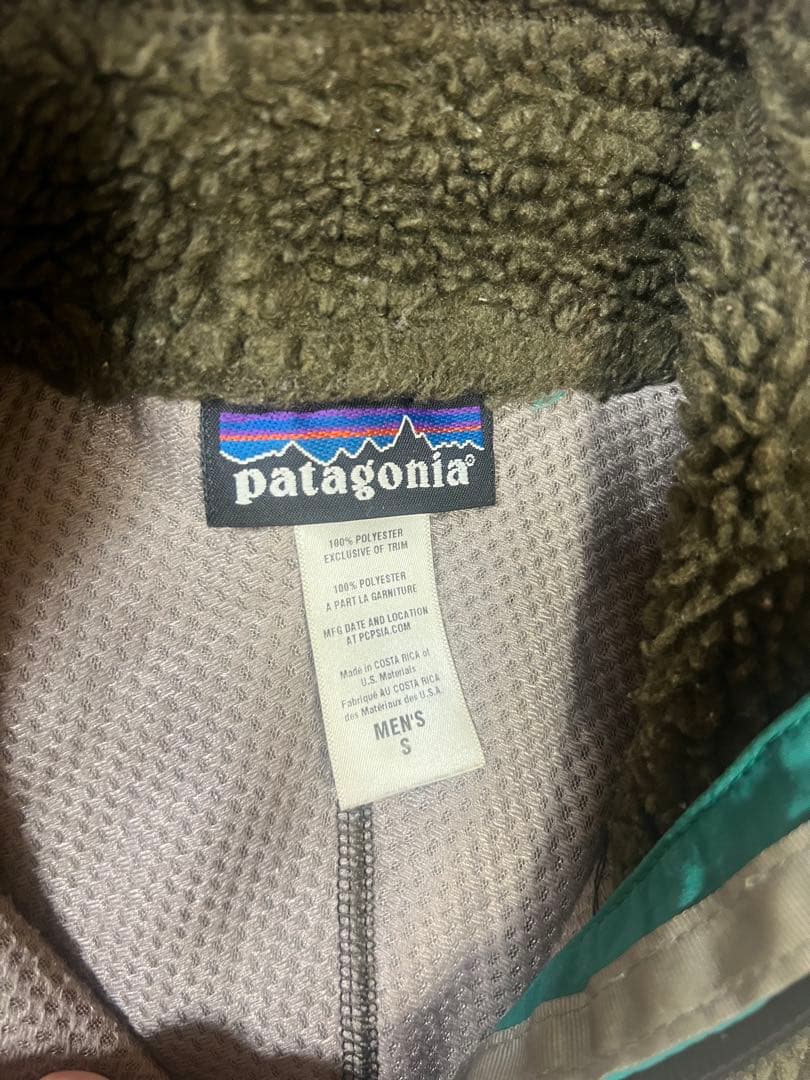 patagonia®
100% POLYESTER
EXCLUSIVE OF TRIM
100% POLYESTER
A PART LA GARNITURE
MFG DATE AND LOCATION
AT PCPSIA.COM
Made in COSTA RICA of
U.S. Materials
Fabriqué AU COSTA RICA
des Matériaux des U.S.A.
MEN'S
S